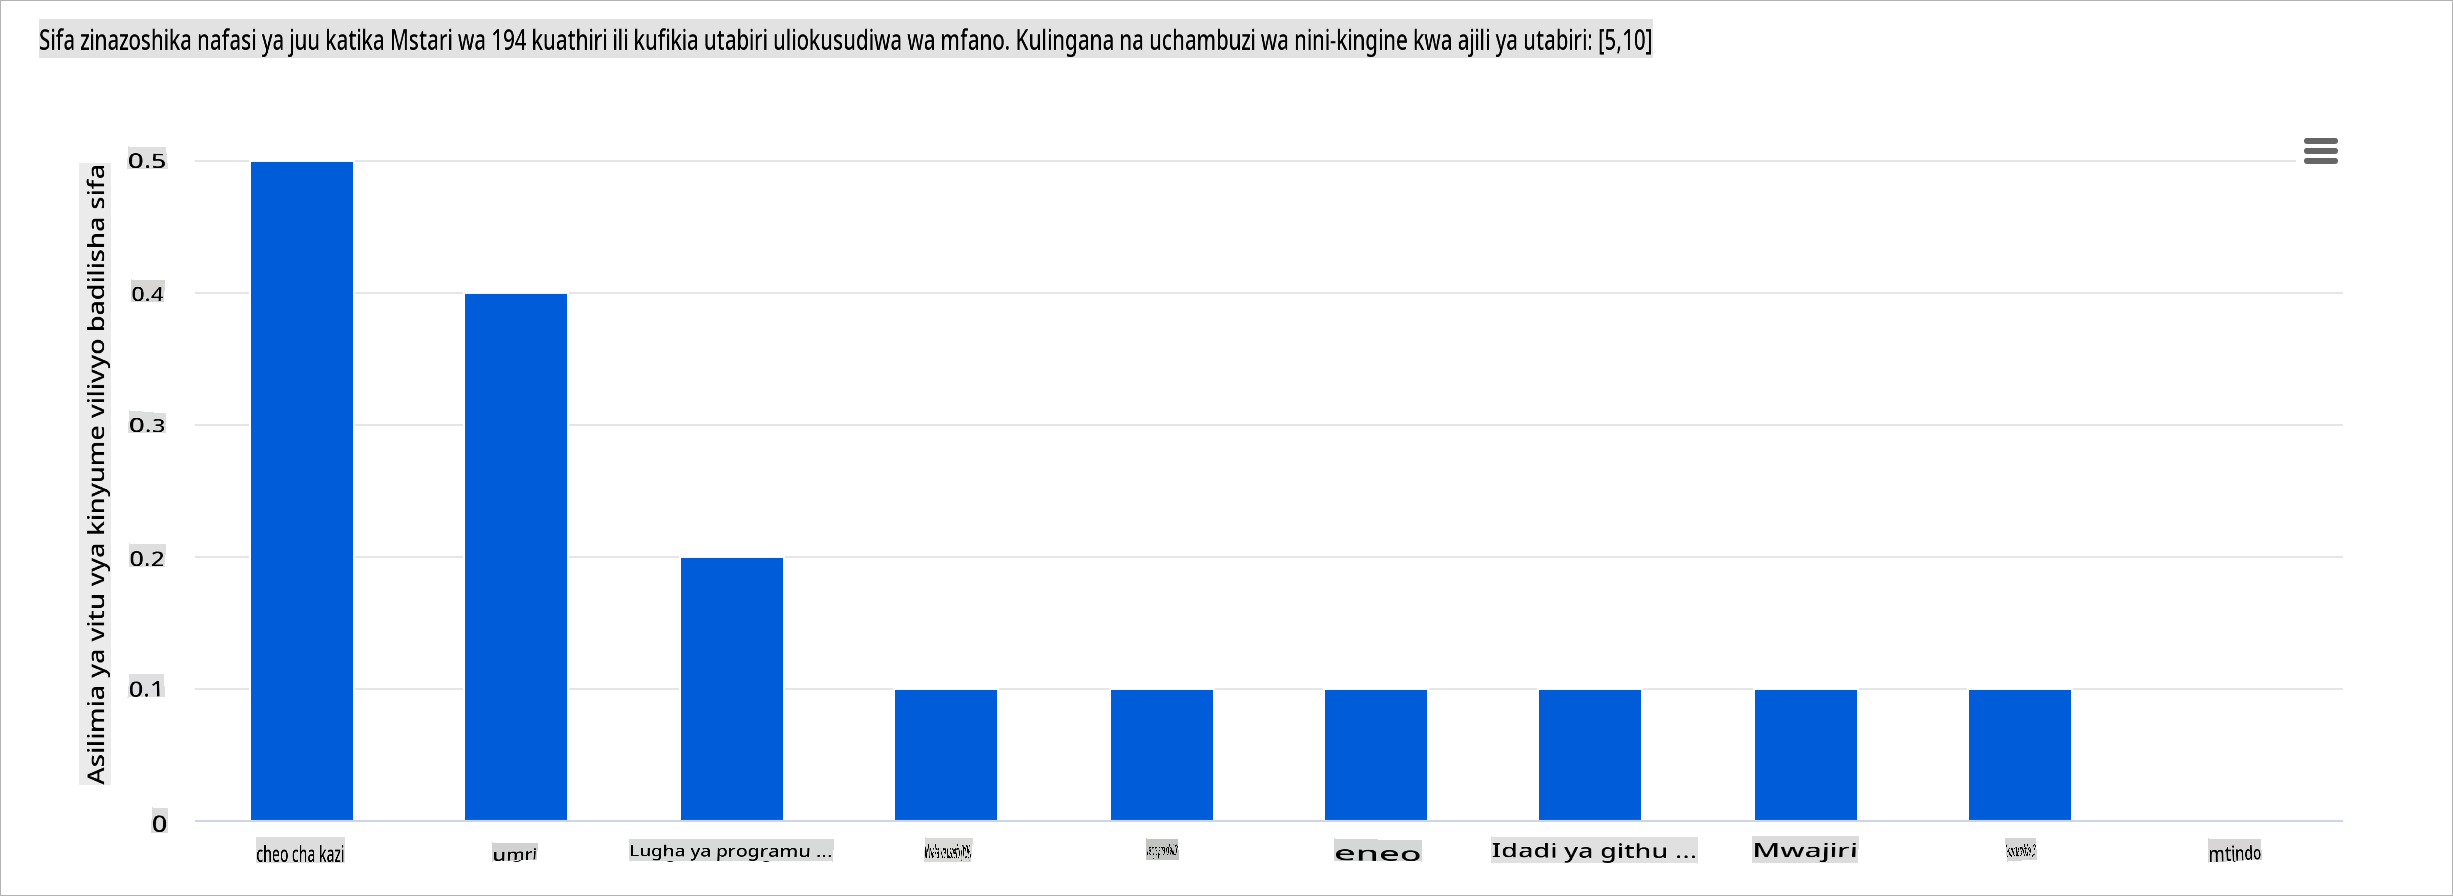 Sifa zinazoshika nafasi ya juu katika Mstari wa 194 kuathiri ili kufikia utabiri uliokusudiwa wa mfano. Kulingana na uchambuzi wa nini-kingine kwa ajili ya utabiri: [5,10]
Asilimia ya vitu vya kinyume vilivyo badilisha sifa
0.5
0.4
0.3
0.2
0.1
0
cheo cha kazi
umri
Lugha ya programu ...
eneo
Idadi ya githu ...
Mwajiri
mtindo